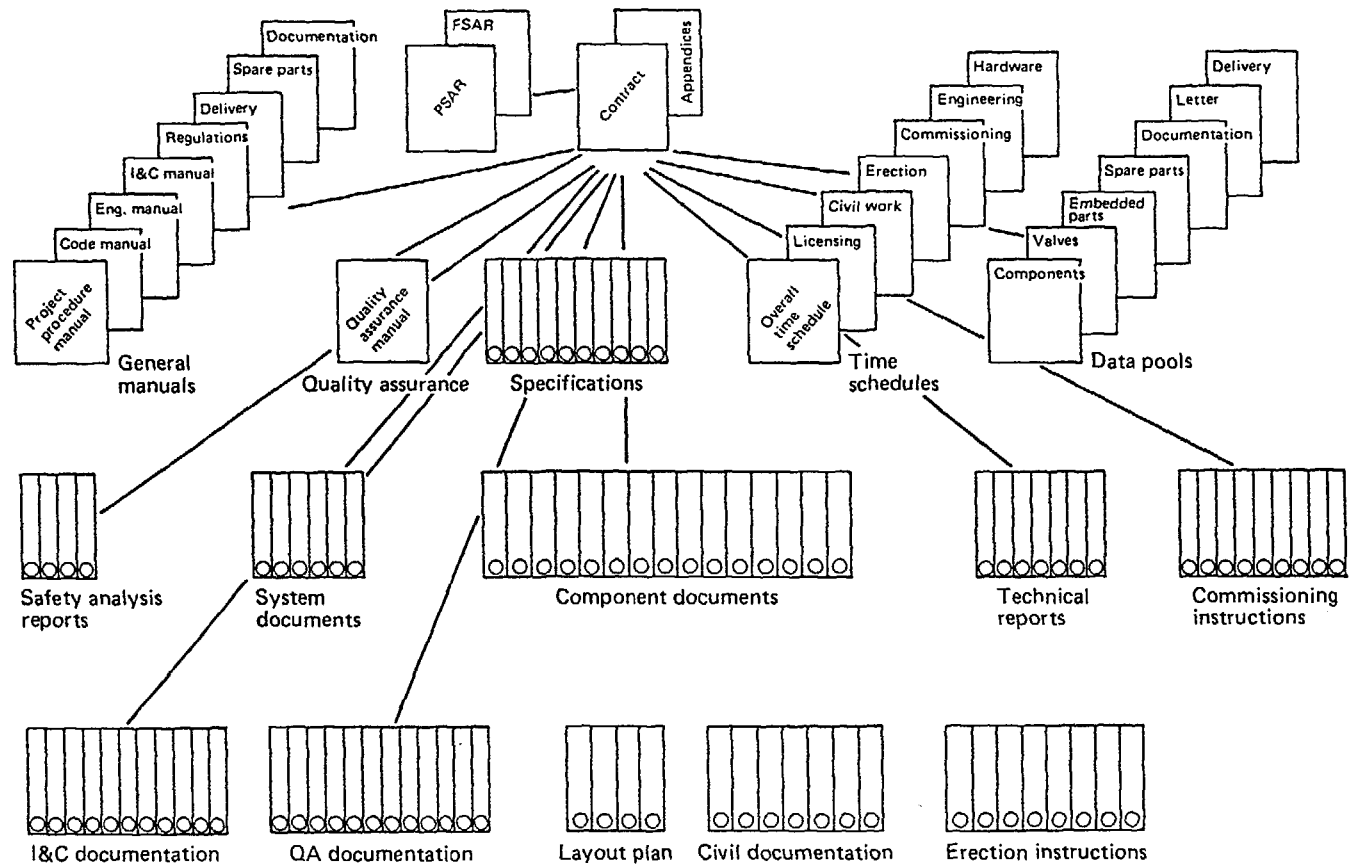 Documentation
Spare parts
Delivery
Regulations
I&C manual
Eng. manual
Code manual
Project
procedure
manual
General
manuals
FSAR
PSAR
Appendices
Contract
Quality
assurance
manual
Quality assurance
Specifications
Hardware
Engineering
Commissioning
Erection
Civil work
Licensing
Overall
time
schedule
Time
schedules
Delivery
Letter
Documentation
Spare parts
Embedded
parts
Valves
Components
Data pools
Safety analysis
reports
System
documents
Component documents
Technical
reports
Commissioning
instructions
I&C documentation
QA documentation
Layout plan
Civil documentation
Erection instructions